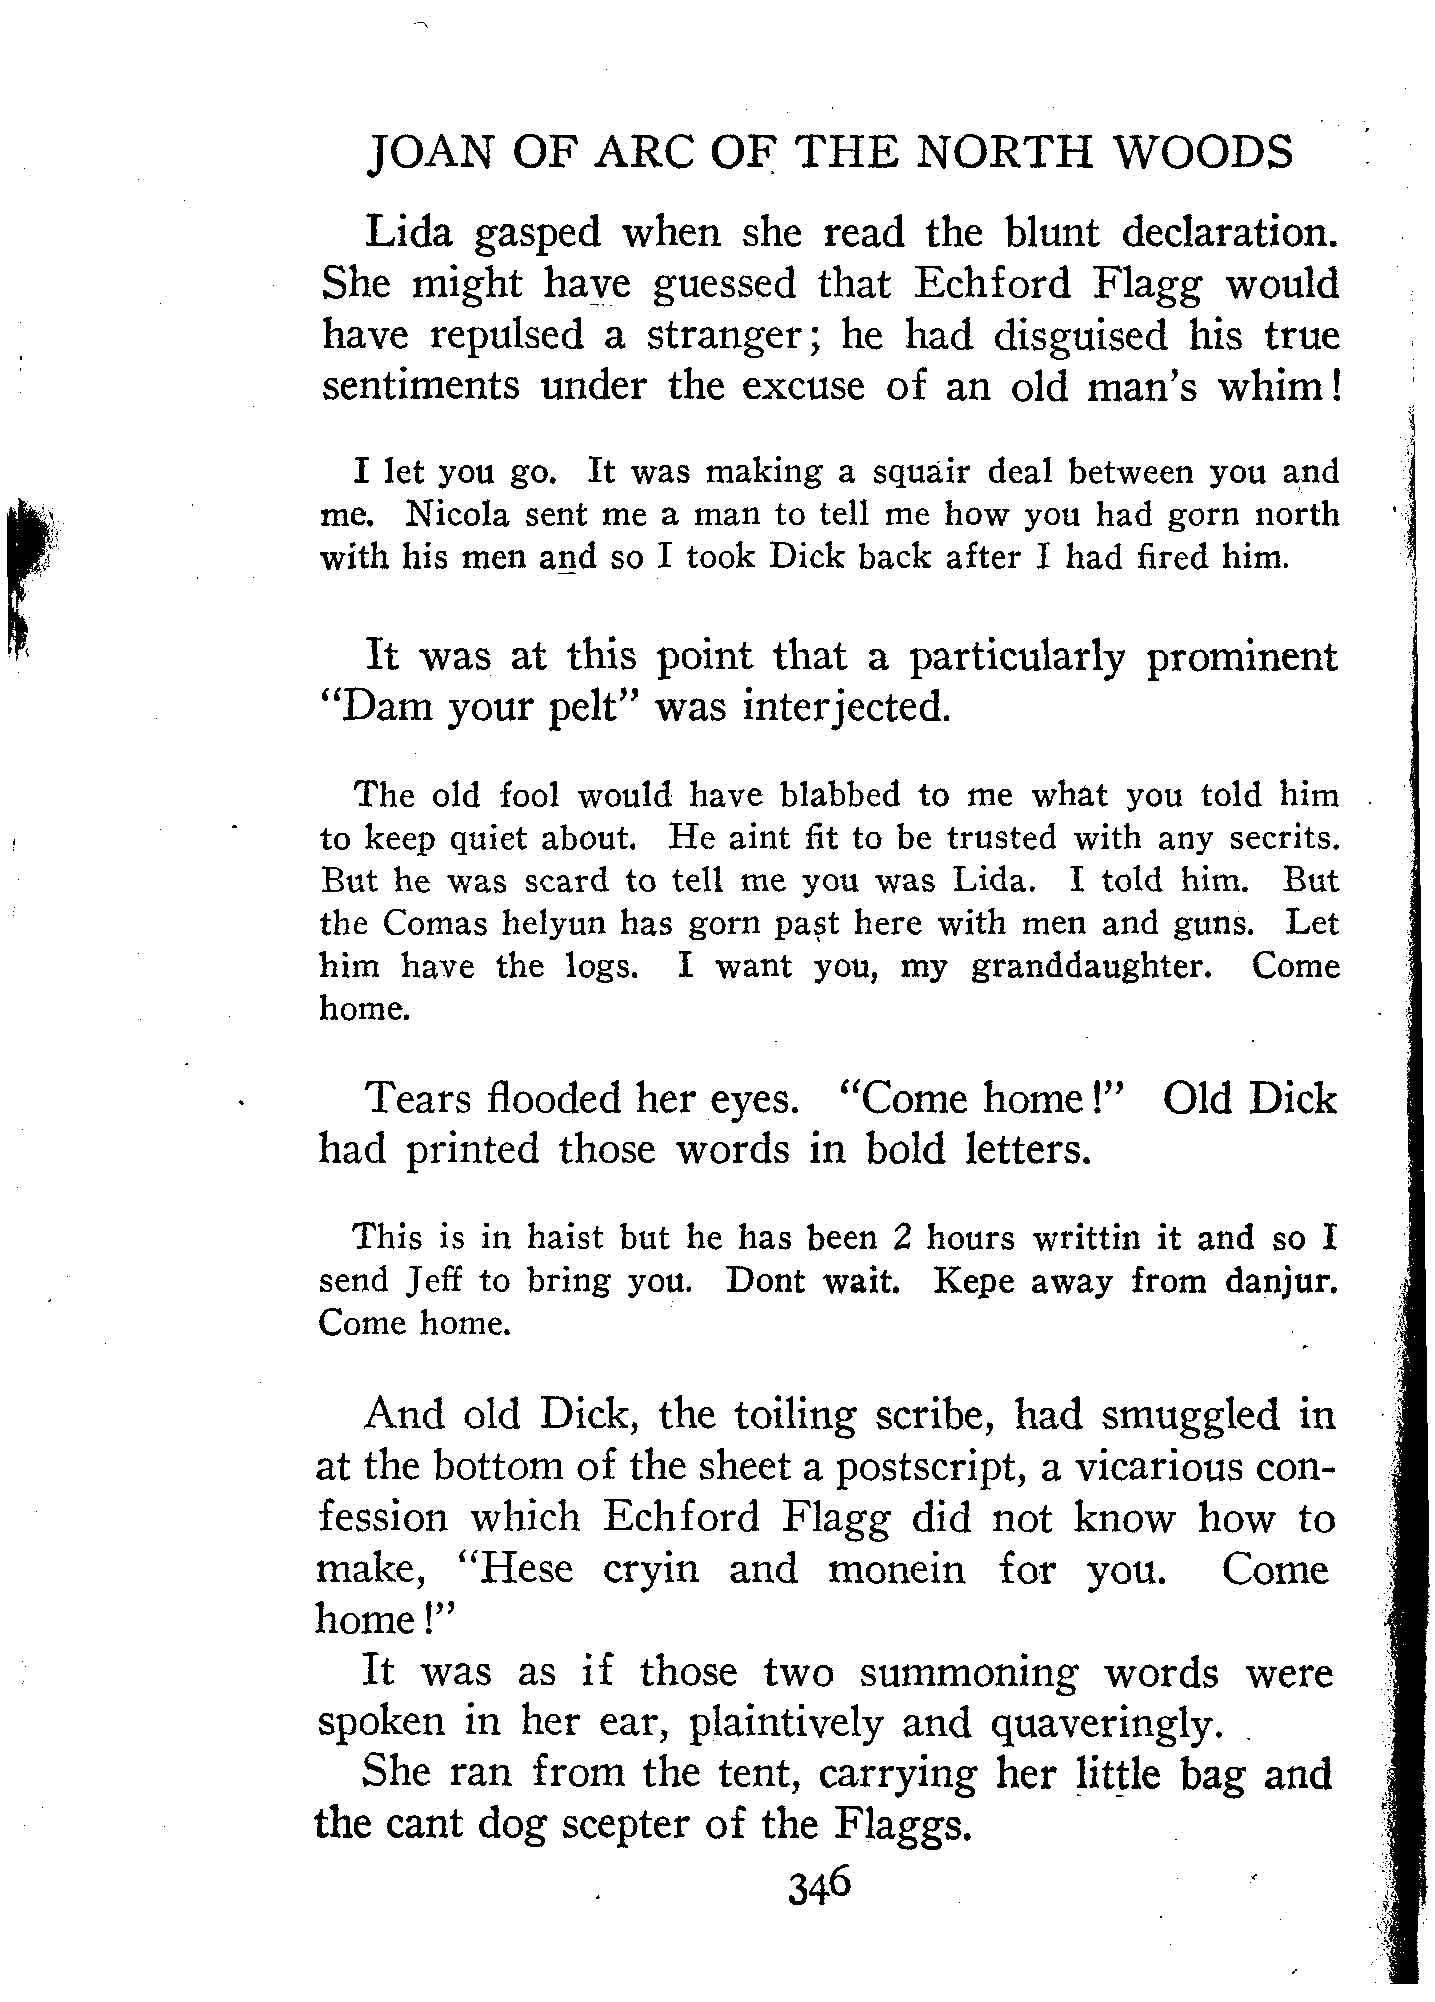 JOAN OF ARC OF THE NORTH WOODS
Lida gasped when she read the blunt declaration.
She might have guessed that Echford Flagg would
have repulsed a stranger; he had disguised his true
sentiments under the excuse of an old man's whim!
I let you go. It was making a squair deal between you and
me. Nicola sent me a man to tell me how you had gorn north
with his men and so I took Dick back after I had fired him.
It was at this point that a particularly prominent
"Dam your pelt" was interjected.
The old fool would have blabbed to me what you told him
to keep quiet about. He aint fit to be trusted with any secrits.
But he was scard to tell me you was Lida. I told him. But
the Comas helyun has gorn past here with men and guns. Let
him have the logs. I want you, my granddaughter. Come
home.
Tears flooded her eyes. "Come home!" Old Dick
had printed those words in bold letters.
This is in haist but he has been 2 hours writtin it and so I
send Jeff to bring you. Dont wait. Kepe away from danjur.
Come home.
And old Dick, the toiling scribe, had smuggled in
at the bottom of the sheet a postscript, a vicarious con-
fession which Echford Flagg did not know how to
make, "Hese cryin and monein for you. Come
home!"
It was as if those two summoning words were
spoken in her ear, plaintively and quaveringly.
She ran from the tent, carrying her little bag and
the cant dog scepter of the Flaggs.
346